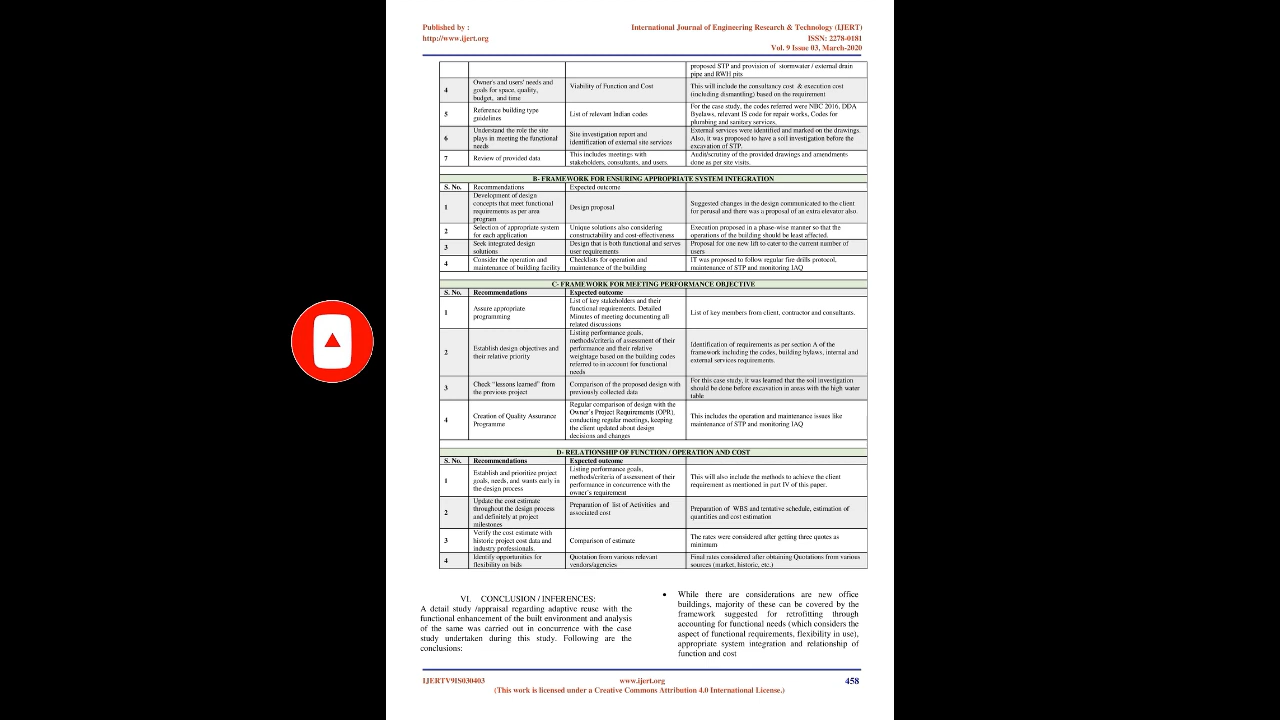 Published by :
http://www.ijert.org
International Journal of Engineering Research & Technology (IJERT)
ISSN: 2278-0181
Vol. 9 Issue 03, March-2020
proposed STP and provision of stormwater / external drain
pipe and RWH pits
4
Owner's and users' needs and
goals for space, quality,
budget, and time
Viability of Function and Cost
This will include the consultancy cost & execution cost
(including dismantling) based on the requirement
5
Reference building type
guidelines
List of relevant Indian codes
For the case study, the codes referred were NBC 2016, DDA
Byelaws, relevant IS code for repair works, Codes for
plumbing and sanitary services.
6
Understand the role the site
plays in meeting the functional
needs
Site investigation report and
identification of external site services
External services were identified and marked on the drawings.
Also, it was proposed to have a soil investigation before the
excavation of STP.
7
Review of provided data
This includes meetings with
stakeholders, consultants, and users.
Audit/scrutiny of the provided drawings and amendments
done as per site visits.
B- FRAMEWORK FOR ENSURING APPROPRIATE SYSTEM INTEGRATION
S. No.
Recommendations
Expected outcome
1
Development of design
concepts that meet functional
requirements as per area
program
Design proposal
Suggested changes in the design communicated to the client
for perusal and there was a proposal of an extra elevator also.
2
Selection of appropriate system
for each application
Unique solutions also considering
constructability and cost-effectiveness
Execution proposed in a phase-wise manner so that the
operations of the building should be least affected.
3
Seek integrated design
solutions
Design that is both functional and serves
user requirements
Proposal for one new lift to cater to the current number of
users
4
Consider the operation and
maintenance of building facility
Checklists for operation and
maintenance of the building
IT was proposed to follow regular fire drills protocol,
maintenance of STP and monitoring IAQ
C- FRAMEWORK FOR MEETING PERFORMANCE OBJECTIVE
S. No.
Recommendations
Expected outcome
1
Assure appropriate
programming
List of key stakeholders and their
functional requirements. Detailed
Minutes of meeting documenting all
related discussions
List of key members from client, contractor and consultants.
2
Establish design objectives and
their relative priority
Listing performance goals,
methods/criteria of assessment of their
performance and their relative
weightage based on the building codes
referred to in account for functional
needs
Identification of requirements as per section A of the
framework including the codes, building bylaws, internal and
external services requirements.
3
Check "lessons learned" from
the previous project
Comparison of the proposed design with
previously collected data
For this case study, it was learned that the soil investigation
should be done before excavation in areas with the high water
table
4
Creation of Quality Assurance
Programme
Regular comparison of design with the
Owner's Project Requirements (OPR),
conducting regular meetings, keeping
the client updated about design
decisions and changes
This includes the operation and maintenance issues like
maintenance of STP and monitoring IAQ
D- RELATIONSHIP OF FUNCTION / OPERATION AND COST
S. No.
Recommendations
Expected outcome
1
Establish and prioritize project
goals, needs, and wants early in
the design process
Listing performance goals,
methods/criteria of assessment of their
performance in concurrence with the
owner's requirement
This will also include the methods to achieve the client
requirement as mentioned in part IV of this paper.
2
Update the cost estimate
throughout the design process
and definitely at project
milestones
Preparation of list of Activities and
associated cost
Preparation of WBS and tentative schedule, estimation of
quantities and cost estimation
3
Verify the cost estimate with
historic project cost data and
industry professionals.
Comparison of estimate
The rates were considered after getting three quotes as
minimum
4
Identify opportunities for
flexibility on bids
Quotation from various relevant
vendors/agencies
Final rates considered after obtaining Quotations from various
sources (market, historic, etc.)
VI. CONCLUSION / INFERENCES:
A detail study /appraisal regarding adaptive reuse with the
functional enhancement of the built environment and analysis
of the same was carried out in concurrence with the case
study undertaken during this study. Following are the
conclusions:
• While there are considerations are new office
buildings, majority of these can be covered by the
framework suggested for retrofitting through
accounting for functional needs (which considers the
aspect of functional requirements, flexibility in use),
appropriate system integration and relationship of
function and cost
IJERTV9IS030403
www.ijert.org
458
(This work is licensed under a Creative Commons Attribution 4.0 International License.)